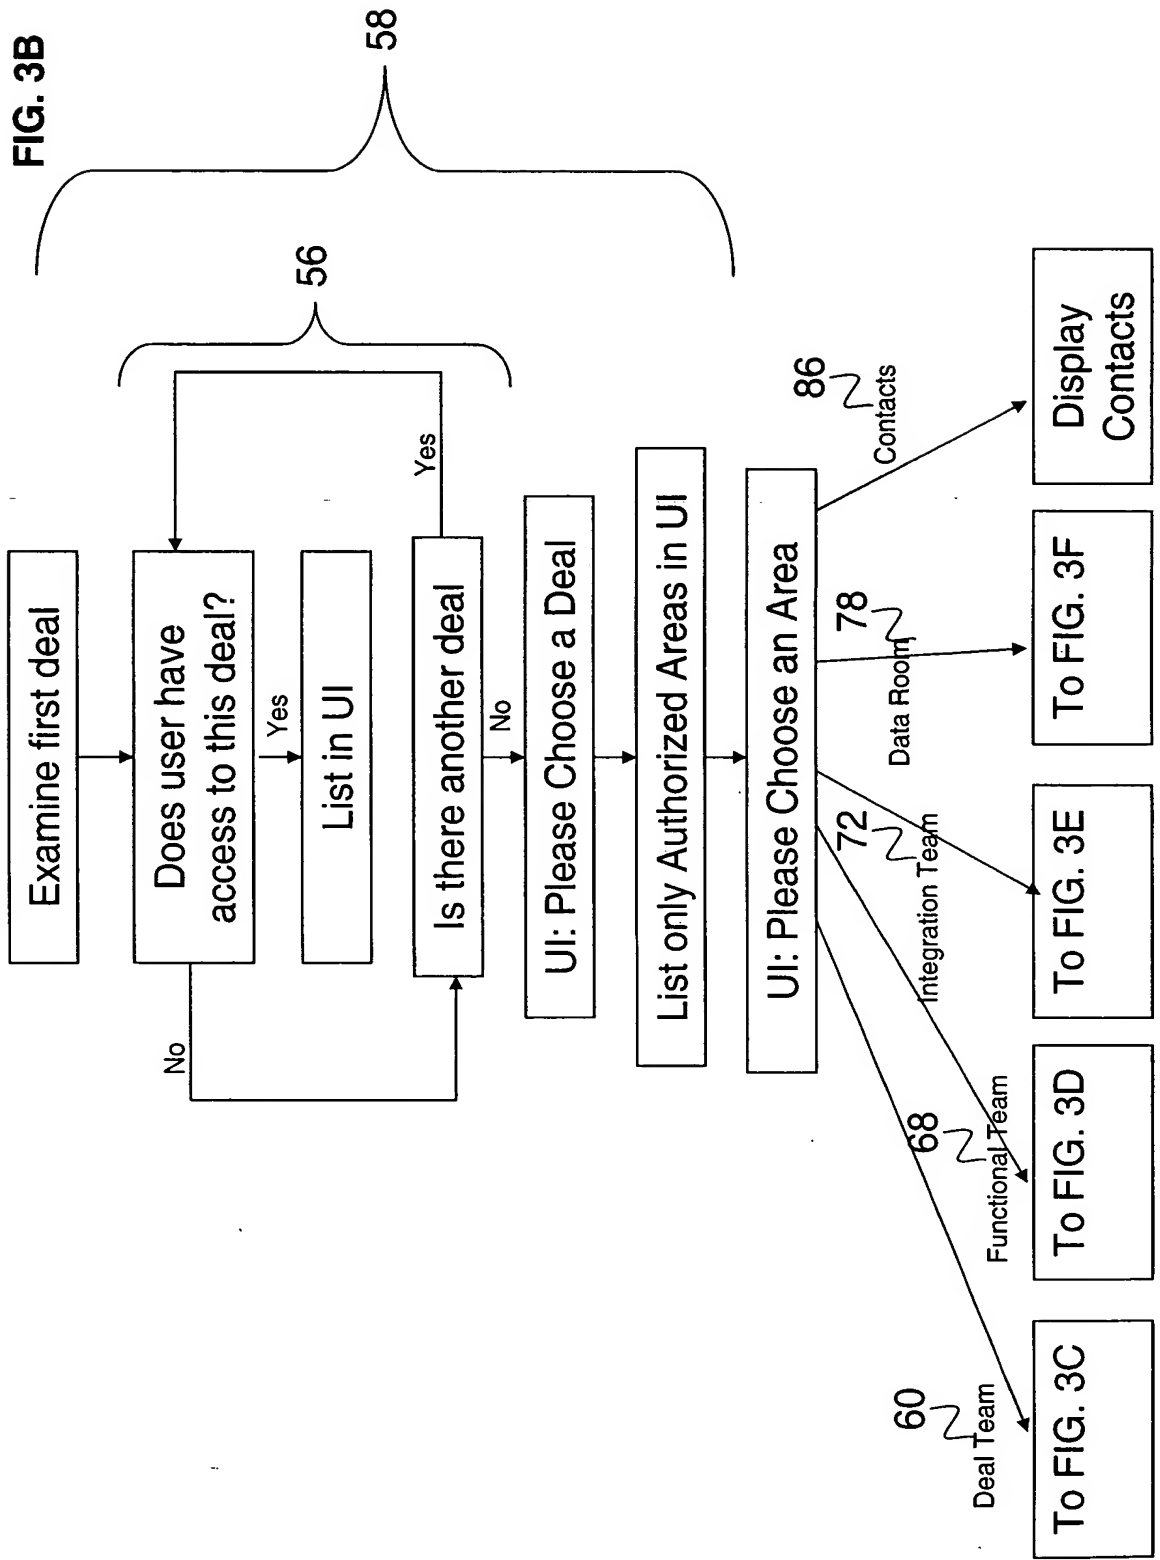 FIG. 3B
58
56
Examine first deal
Does user have
access to this deal?
No
Yes
List in UI
Is there another deal
Yes
No
UI: Please Choose a Deal
List only Authorized Areas in UI
UI: Please Choose an Area
60
Deal Team
68
Functional Team
72
Integration Team
78
Data Room
86
Contacts
To FIG. 3C
To FIG. 3D
To FIG. 3E
To FIG. 3F
Display
Contacts